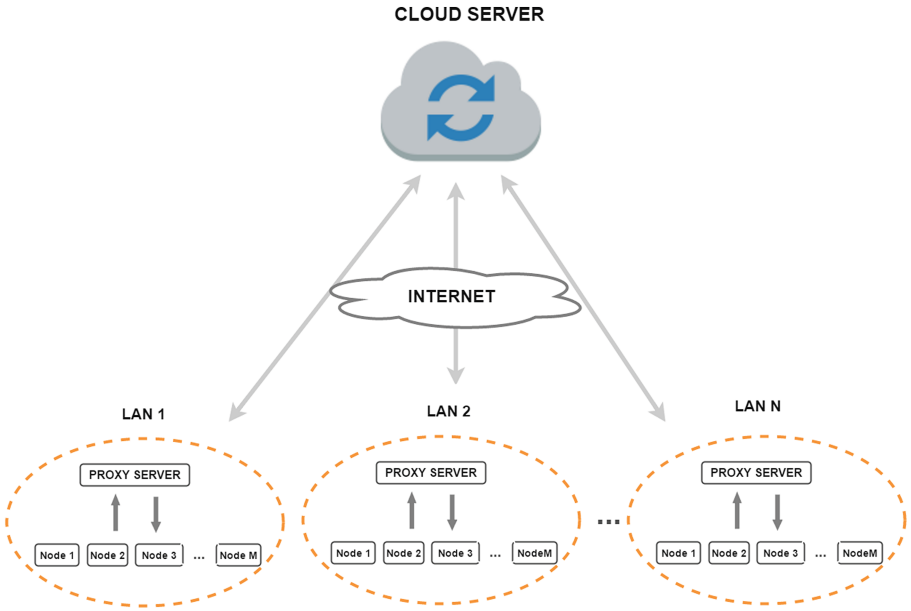 CLOUD SERVER
INTERNET
LAN 1
LAN 2
LAN N
PROXY SERVER
PROXY SERVER
PROXY SERVER
Node 1 Node 2 Node 3 ... Node M
Node 1 Node 2 Node 3 ... NodeM
...
Node 1 Node 2 Node 3 ... NodeM